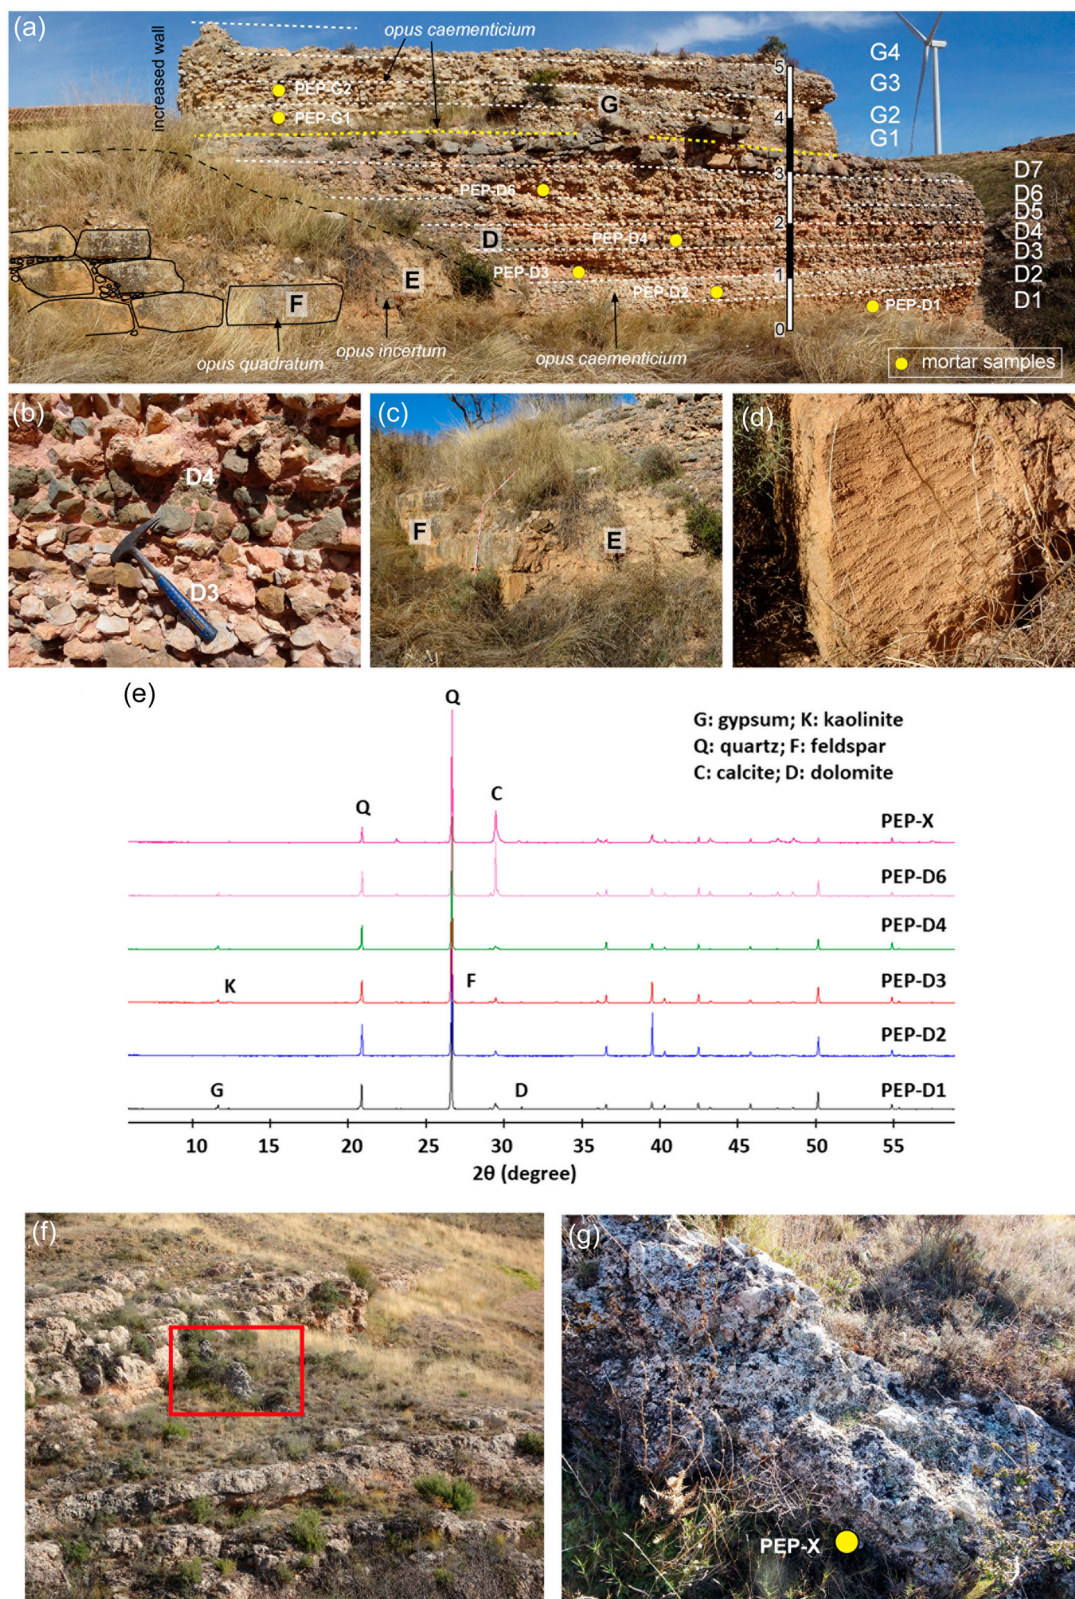 (a)
increased wall
opus caementicium
G4
G3
G2
G1
PEP-G2
PEP-G1
G
5
4
3
2
1
0
D7
D6
D5
D4
D3
D2
D1
PEP-D6
D
PEP-D4
PEP-D3
PEP-D2
PEP-D1
E
F
opus quadratum
opus incertum
opus caementicium
mortar samples
(b)
D4
D3
(c)
F
E
(d)
(e)
Q
G: gypsum; K: kaolinite
Q: quartz; F: feldspar
C: calcite; D: dolomite
Q
C
PEP-X
PEP-D6
PEP-D4
K
F
PEP-D3
PEP-D2
G
D
PEP-D1
10 15 20 25 30 35 40 45 50 55
2θ (degree)
(f)
(g)
PEP-X